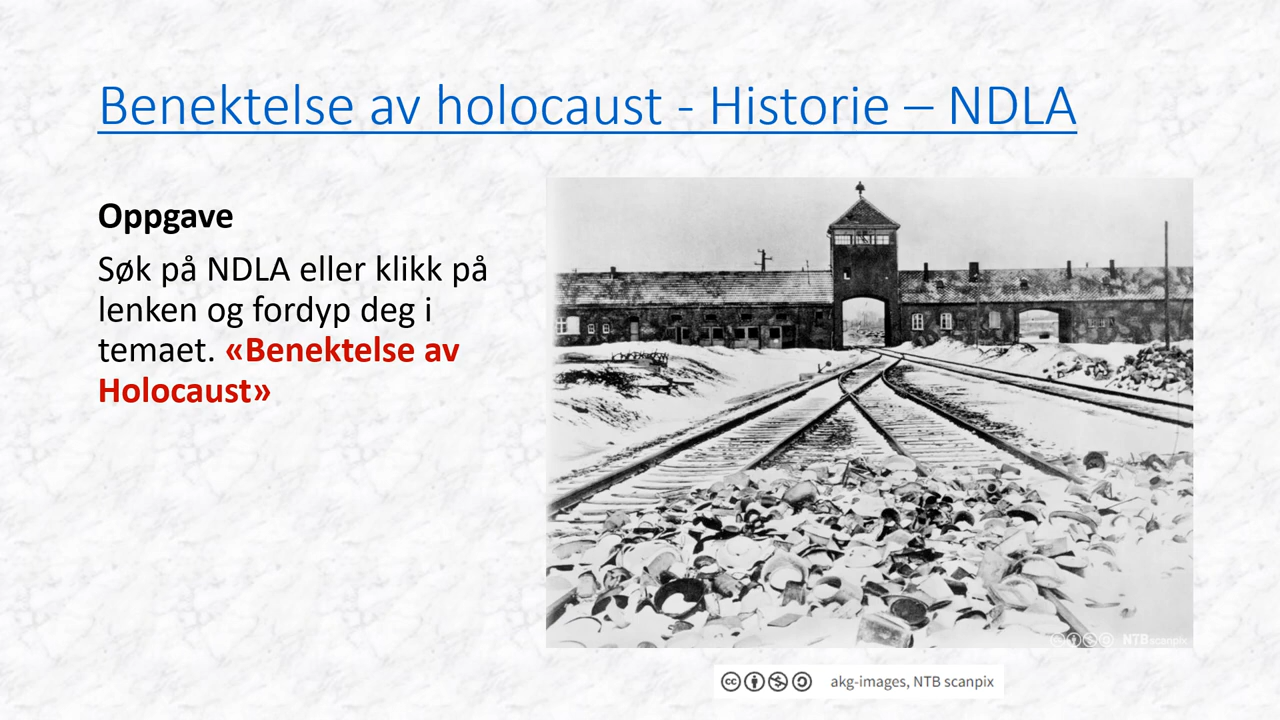 Benektelse av holocaust - Historie – NDLA
Oppgave
Søk på NDLA eller klikk på
lenken og fordyp deg i
temaet. «Benektelse av
Holocaust»
NTB scanpix
akg-images, NTB scanpix